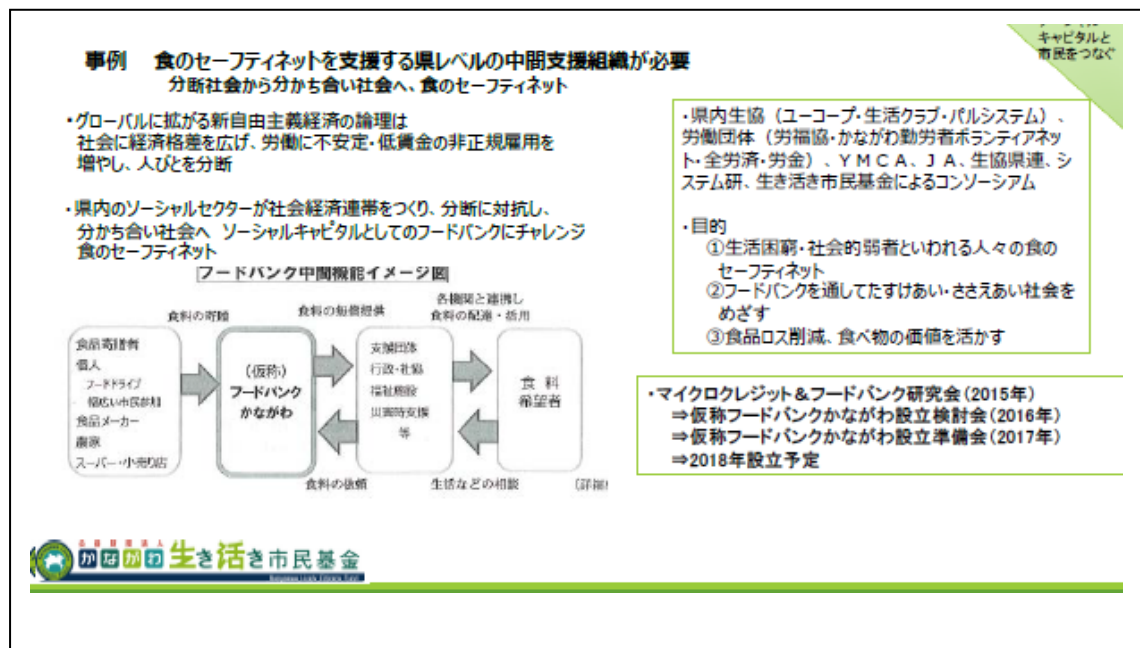 キャピタルと
市民をつなぐ
事例 食のセーフティネットを支援する県レベルの中間支援組織が必要
分断社会から分かち合い社会へ、食のセーフティネット
・グローバルに拡がる新自由主義経済の論理は
社会に経済格差を広げ、労働に不安定・低賃金の非正規雇用を
増やし、人びとを分断
・県内のソーシャルセクターが社会経済連帯をつくり、分断に対抗し、
分かち合い社会へ ソーシャルキャピタルとしてのフードバンクにチャレンジ
食のセーフティネット
フードバンク中間機能イメージ図
食料の寄贈
食料の無償提供
各機関と連携し
食料の配達・活用
食品寄贈者
個人
フードドライブ
幅広い市民参加
食品メーカー
農家
スーパー・小売り店
(仮称)
フードバンク
かながわ
支援団体
行政・社協
福祉施設
災害時支援
等
食 料
希望者
食料の依頼
生活などの相談
(詳細)
・県内生協(ユーコープ・生活クラブ・パルシステム)、
労働団体(労福協・かながわ勤労者ボランティアネッ
ト・全労済・労金)、YMCA、JA、生協県連、シ
ステム研、生き活き市民基金によるコンソーシアム
・目的
①生活困窮・社会的弱者といわれる人々の食の
セーフティネット
②フードバンクを通してたすけあい・ささえあい社会を
めざす
③食品ロス削減、食べ物の価値を活かす
・マイクロクレジット&フードバンク研究会(2015年)
⇒仮称フードバンクかながわ設立検討会(2016年)
⇒仮称フードバンクかながわ設立準備会(2017年)
⇒2018年設立予定
公益財団法人
かながわ生き活き市民基金